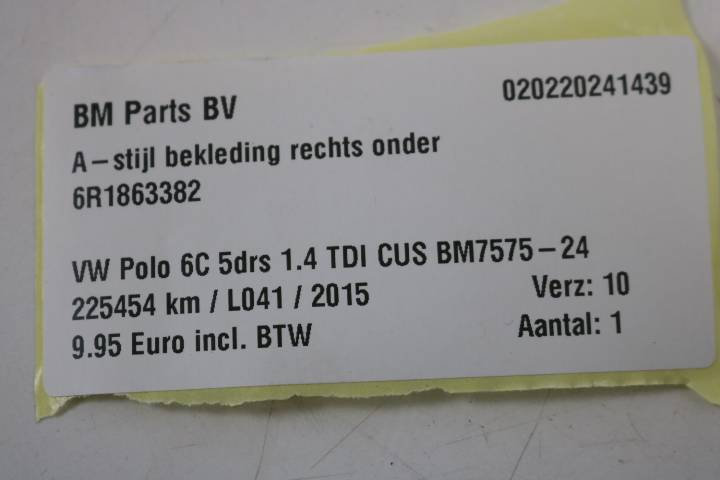 BM Parts BV 020220241439
A-stijl bekleding rechts onder
6R1863382
VW Polo 6C 5drs 1.4 TDI CUS BM7575-24
225454 km / L041 / 2015 Verz: 10
9.95 Euro incl. BTW Aantal: 1